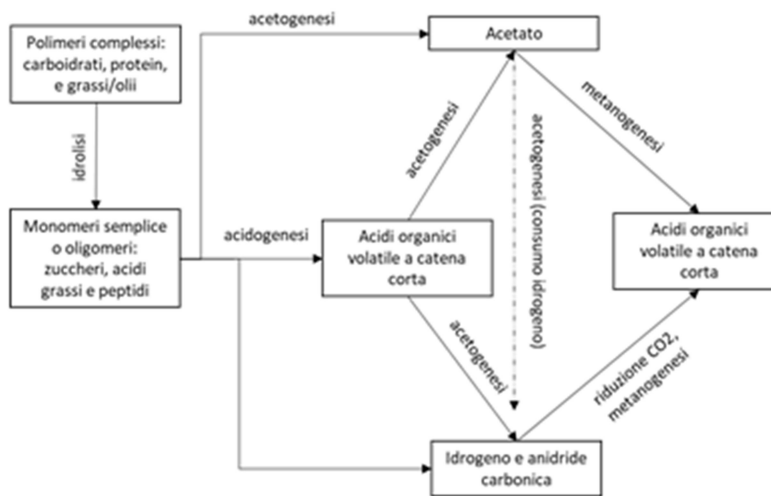 acetogenesi
Polimeri complessi:
carboidrati, protein,
e grassi/olii
Acetato
idrolisi
acetogenesi
acetogenesi (consumo idrogeno)
metanogenesi
Monomeri semplice
o oligomeri:
zuccheri, acidi
grassi e peptidi
acidogenesi
Acidi organici
volatile a catena
corta
Acidi organici
volatile a catena
corta
acetogenesi
riduzione CO2,
metanogenesi
Idrogeno e anidride
carbonica